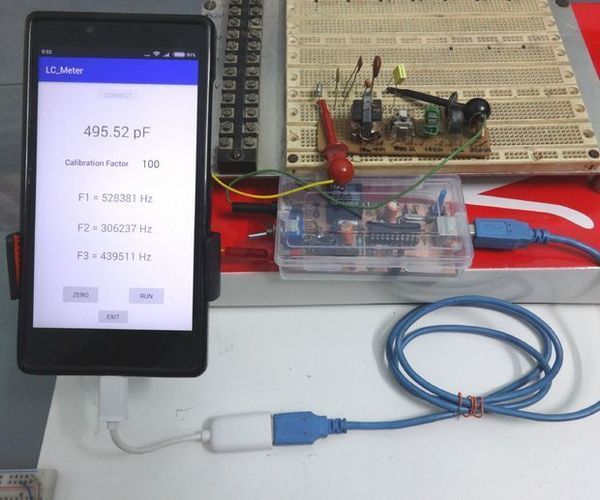 9:02
91%
LC_Meter
CONNECT
495.52 pF
Calibration Factor 100
F1 = 528381 Hz
F2 = 306237 Hz
F3 = 439511 Hz
ZERO RUN
EXIT